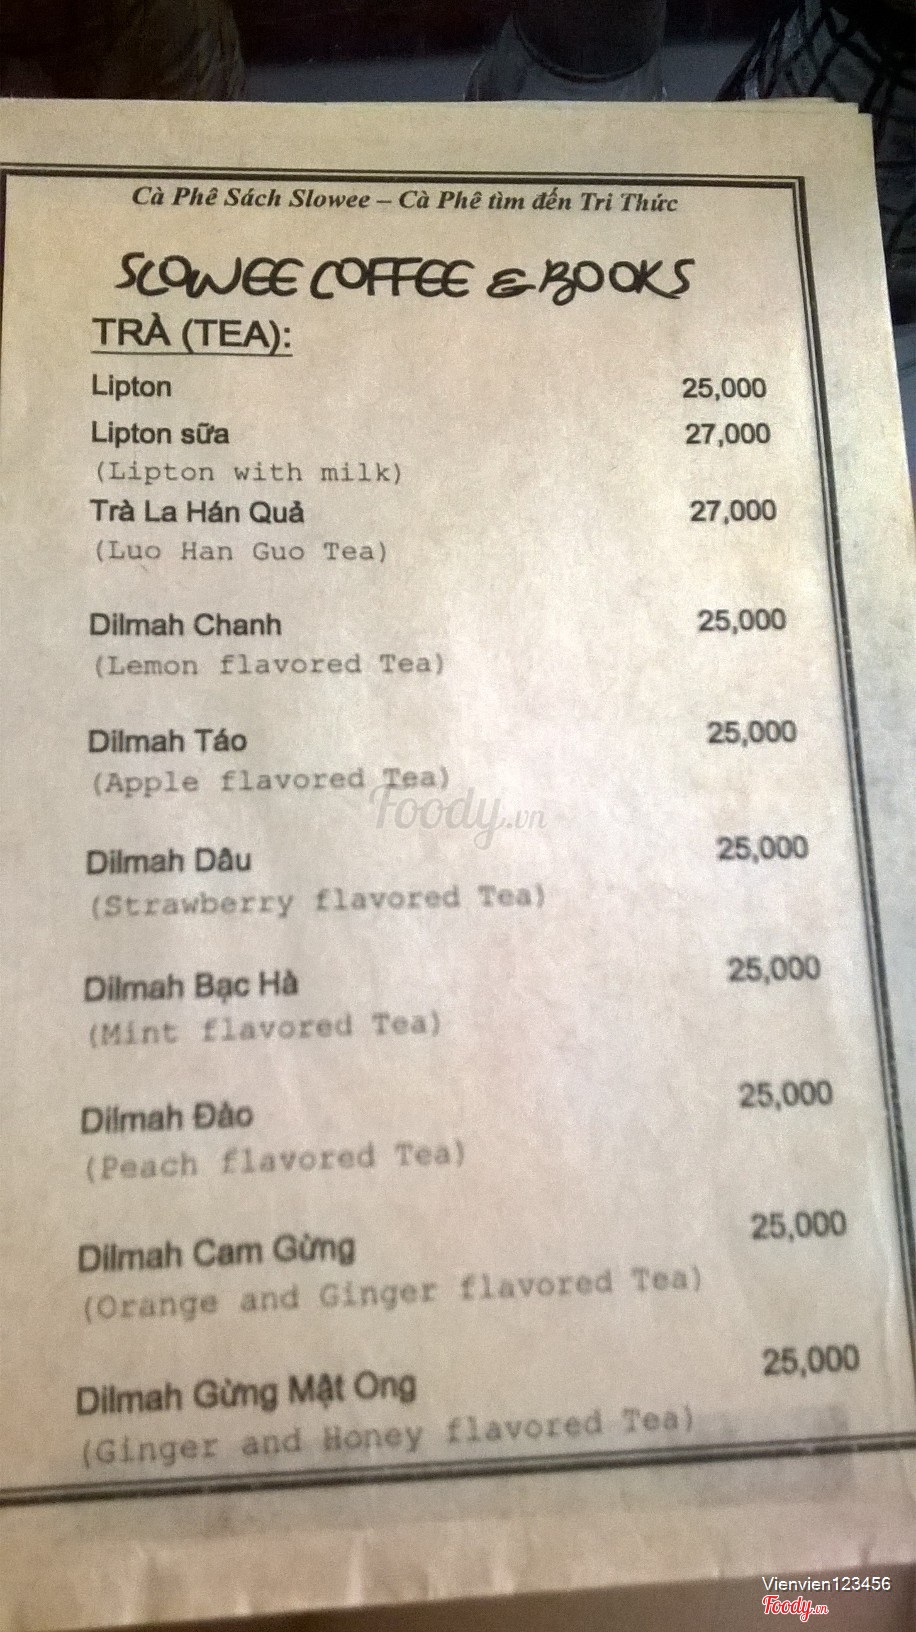 Cà Phê Sách Slowee – Cà Phê tìm đến Tri Thức
SLOWEE COFFEE & BOOKS
TRÀ (TEA):
Lipton 25,000
Lipton sữa 27,000
(Lipton with milk)
Trà La Hán Quả 27,000
(Luo Han Guo Tea)
Dilmah Chanh 25,000
(Lemon flavored Tea)
Dilmah Táo 25,000
(Apple flavored Tea)
Foody.vn
Dilmah Dâu 25,000
(Strawberry flavored Tea)
Dilmah Bạc Hà 25,000
(Mint flavored Tea)
Dilmah Đào 25,000
(Peach flavored Tea)
Dilmah Cam Gừng 25,000
(Orange and Ginger flavored Tea)
Dilmah Gừng Mật Ong 25,000
(Ginger and Honey flavored Tea)
Vienvien123456
Foody.vn